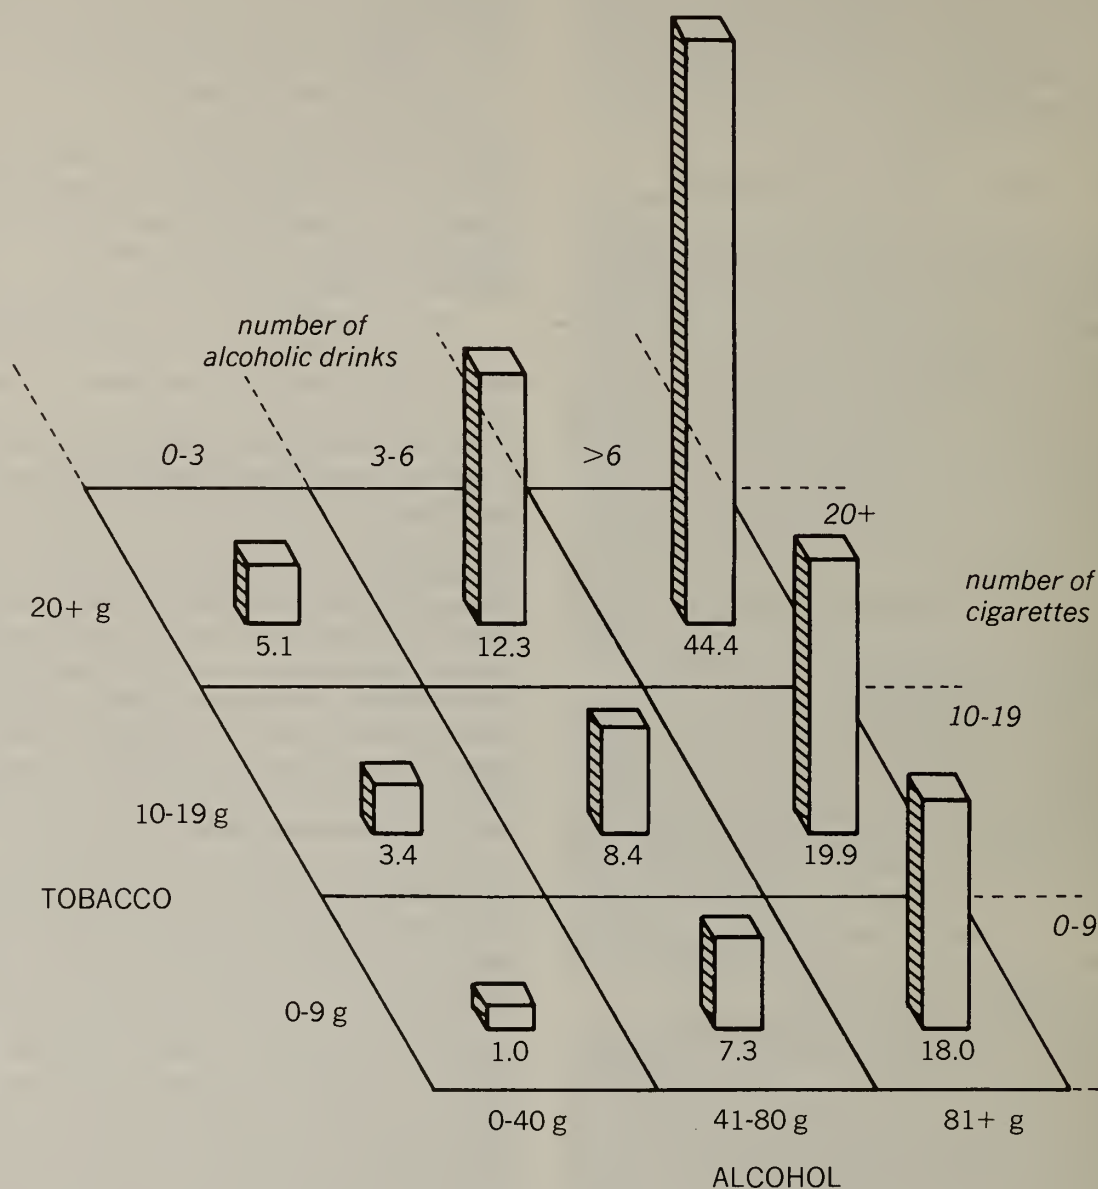 number of
alcoholic drinks
0-3
3-6
>6
20+
number of
cigarettes
20+ g
5.1
12.3
44.4
10-19
10-19 g
3.4
8.4
19.9
TOBACCO
0-9
0-9 g
1.0
7.3
18.0
0-40 g
41-80 g
81+ g
ALCOHOL